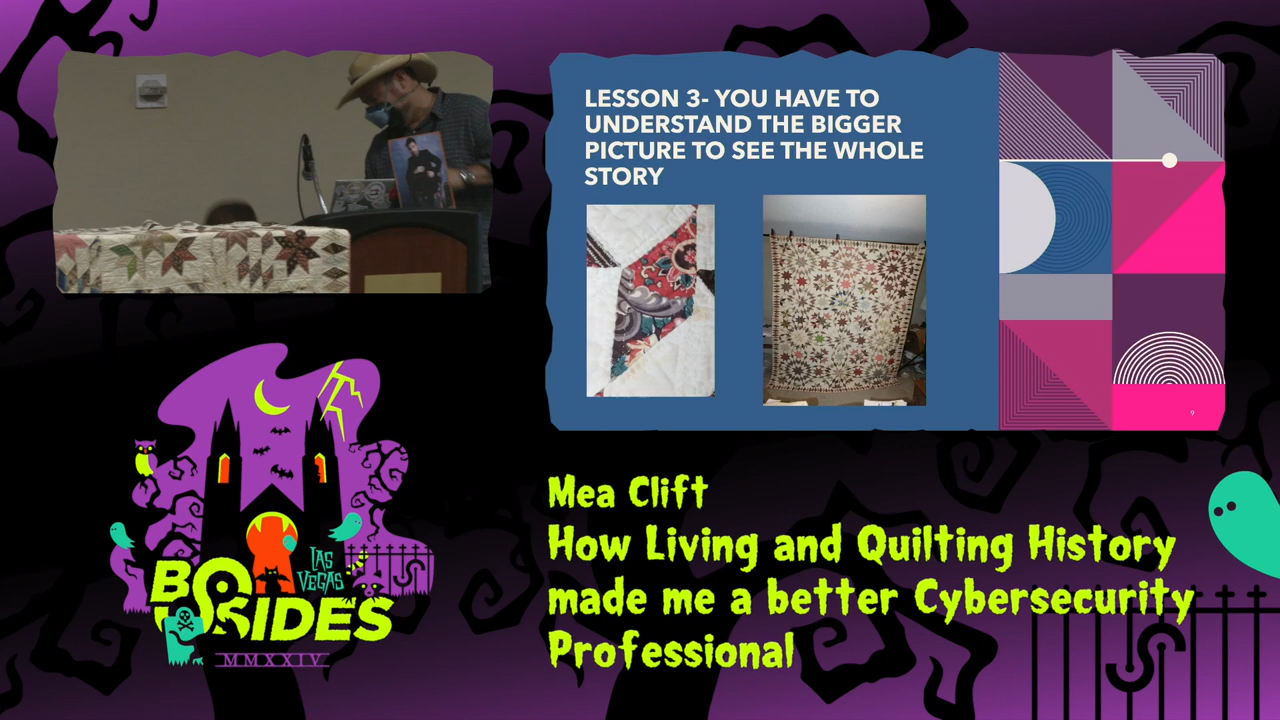 LESSON 3- YOU HAVE TO
UNDERSTAND THE BIGGER
PICTURE TO SEE THE WHOLE
STORY
9
Mea Clift
How Living and Quilting History
made me a better Cybersecurity
Professional
LAS
VEGAS
BSIDES
MMXXIV